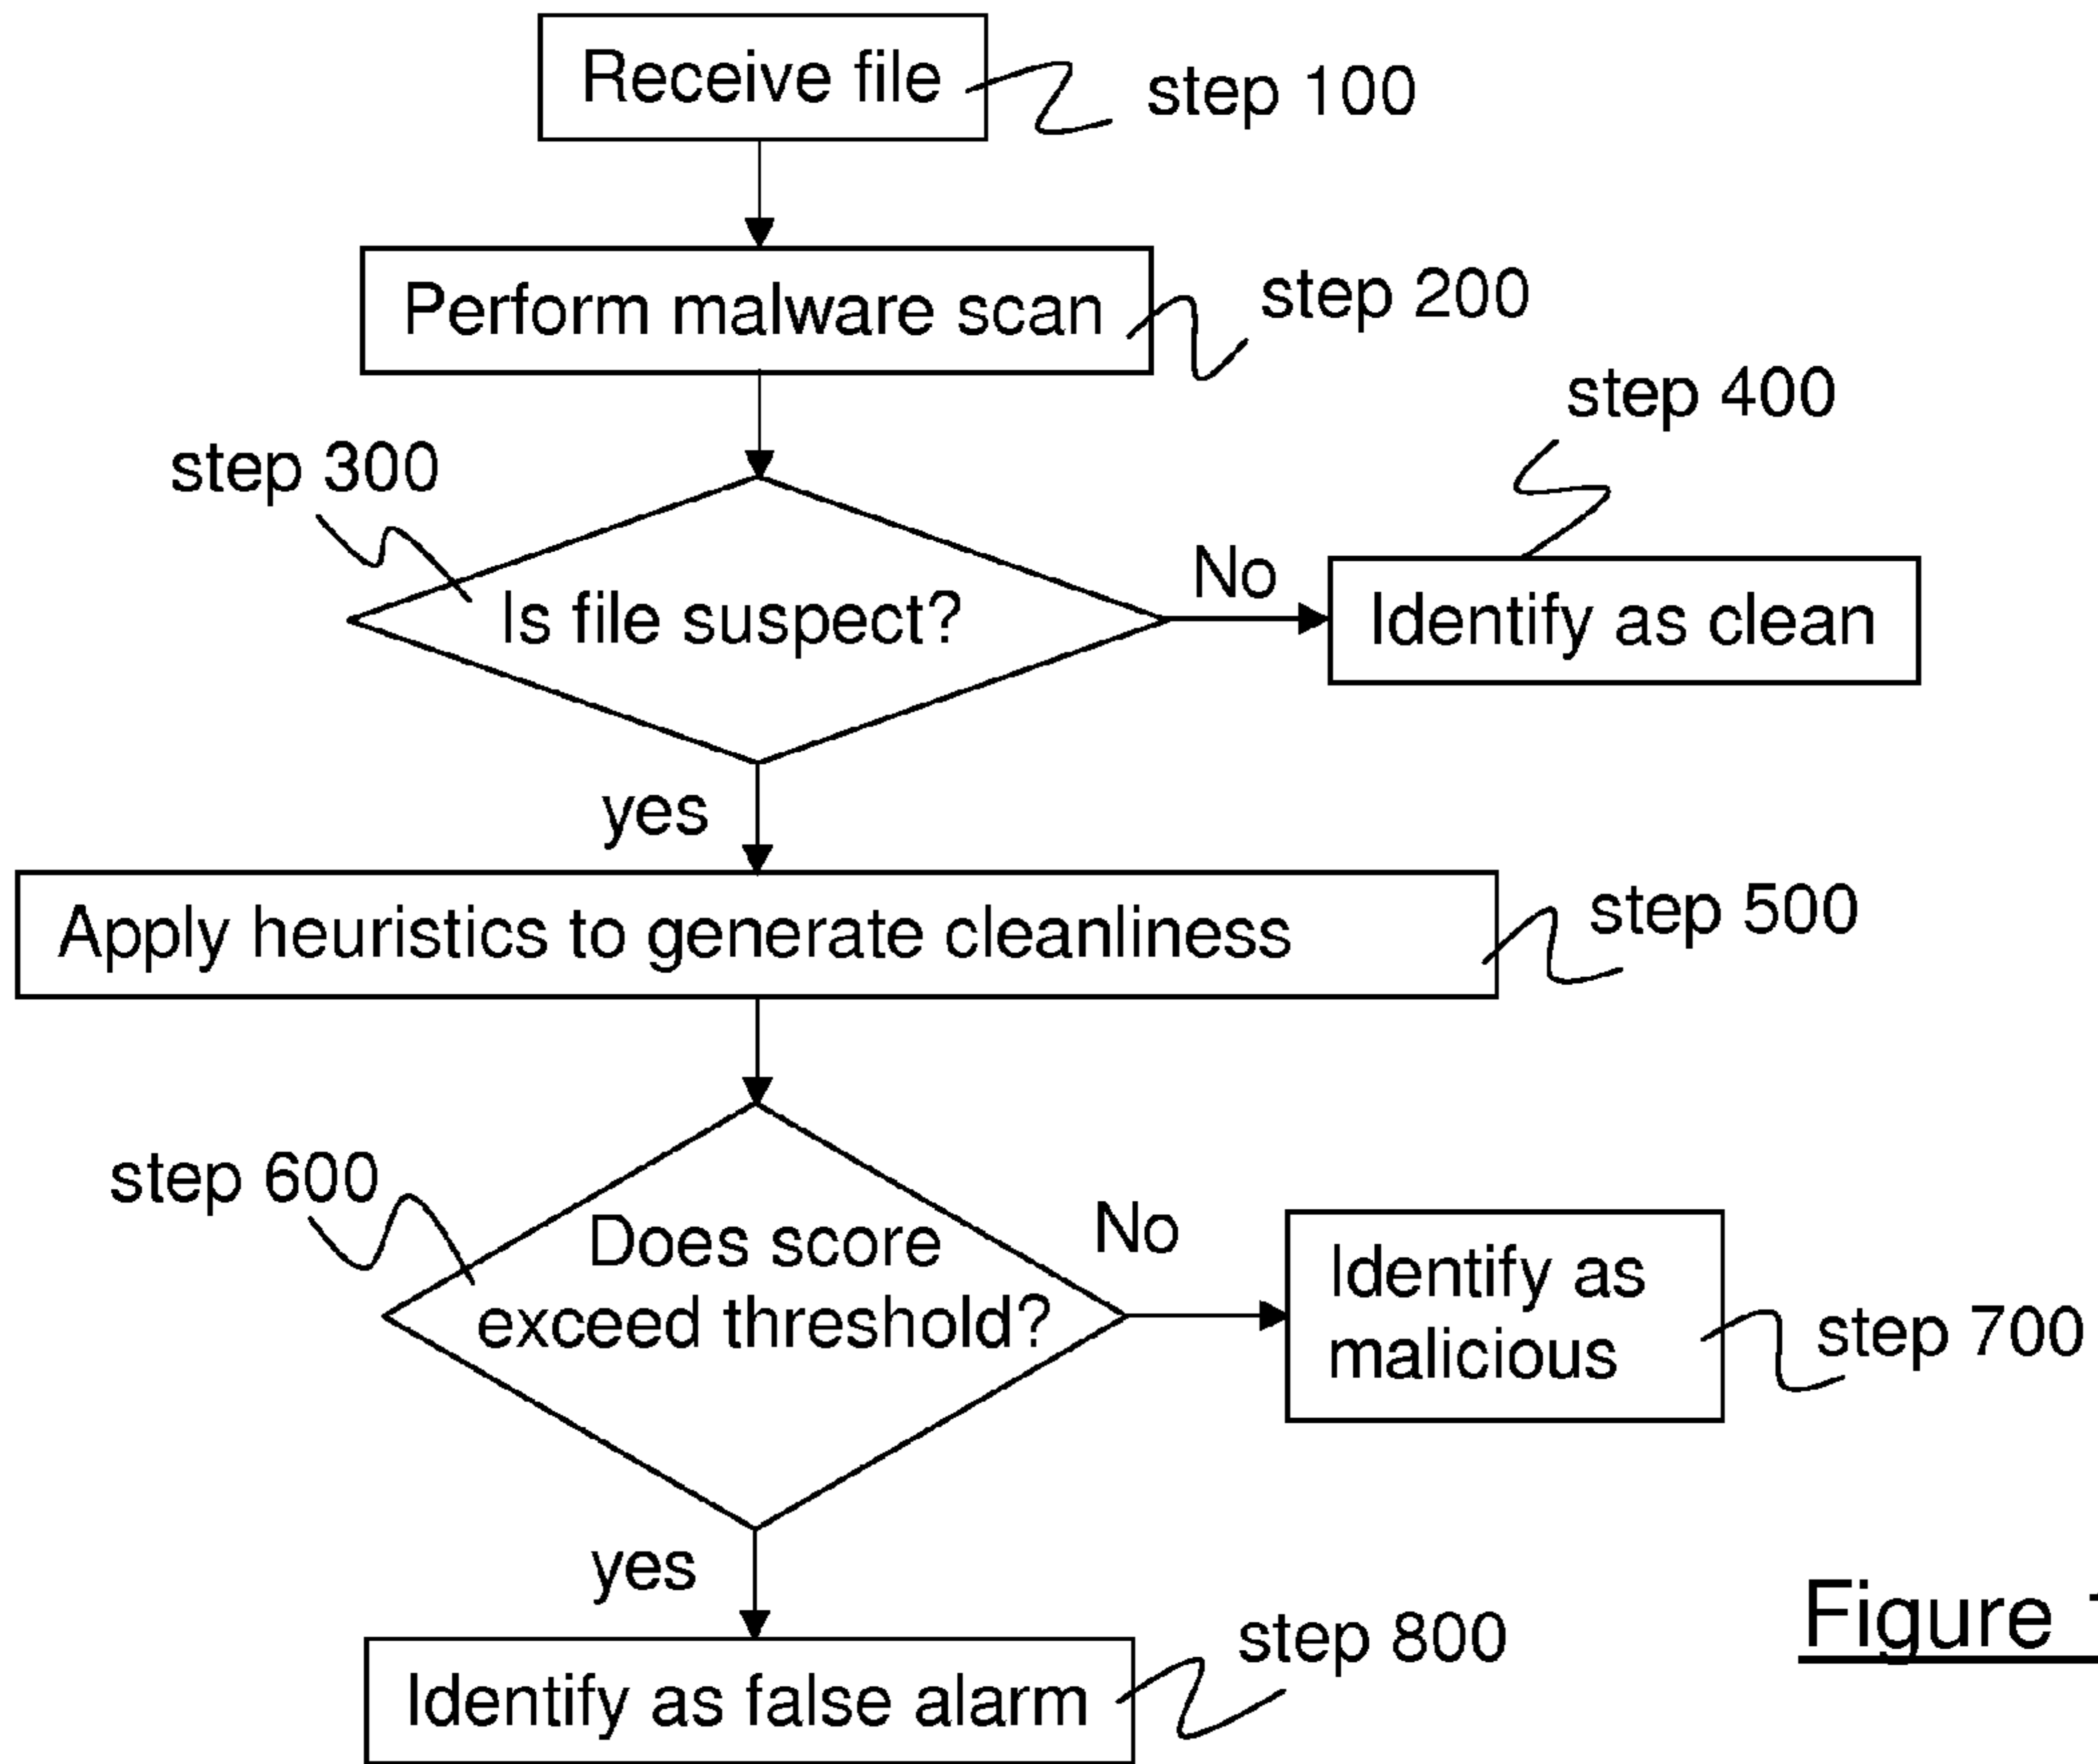 Receive file
step 100
Perform malware scan
step 200
step 300
Is file suspect?
No
step 400
Identify as clean
yes
Apply heuristics to generate cleanliness
step 500
step 600
Does score
exceed threshold?
No
Identify as
malicious
step 700
yes
Identify as false alarm
step 800
Figure